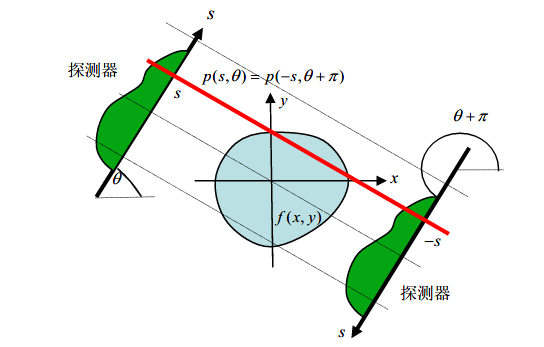 s
探测器
s
p(s,θ) = p(−s,θ+π)
y
θ+π
θ
x
f(x,y)
−s
探测器
s